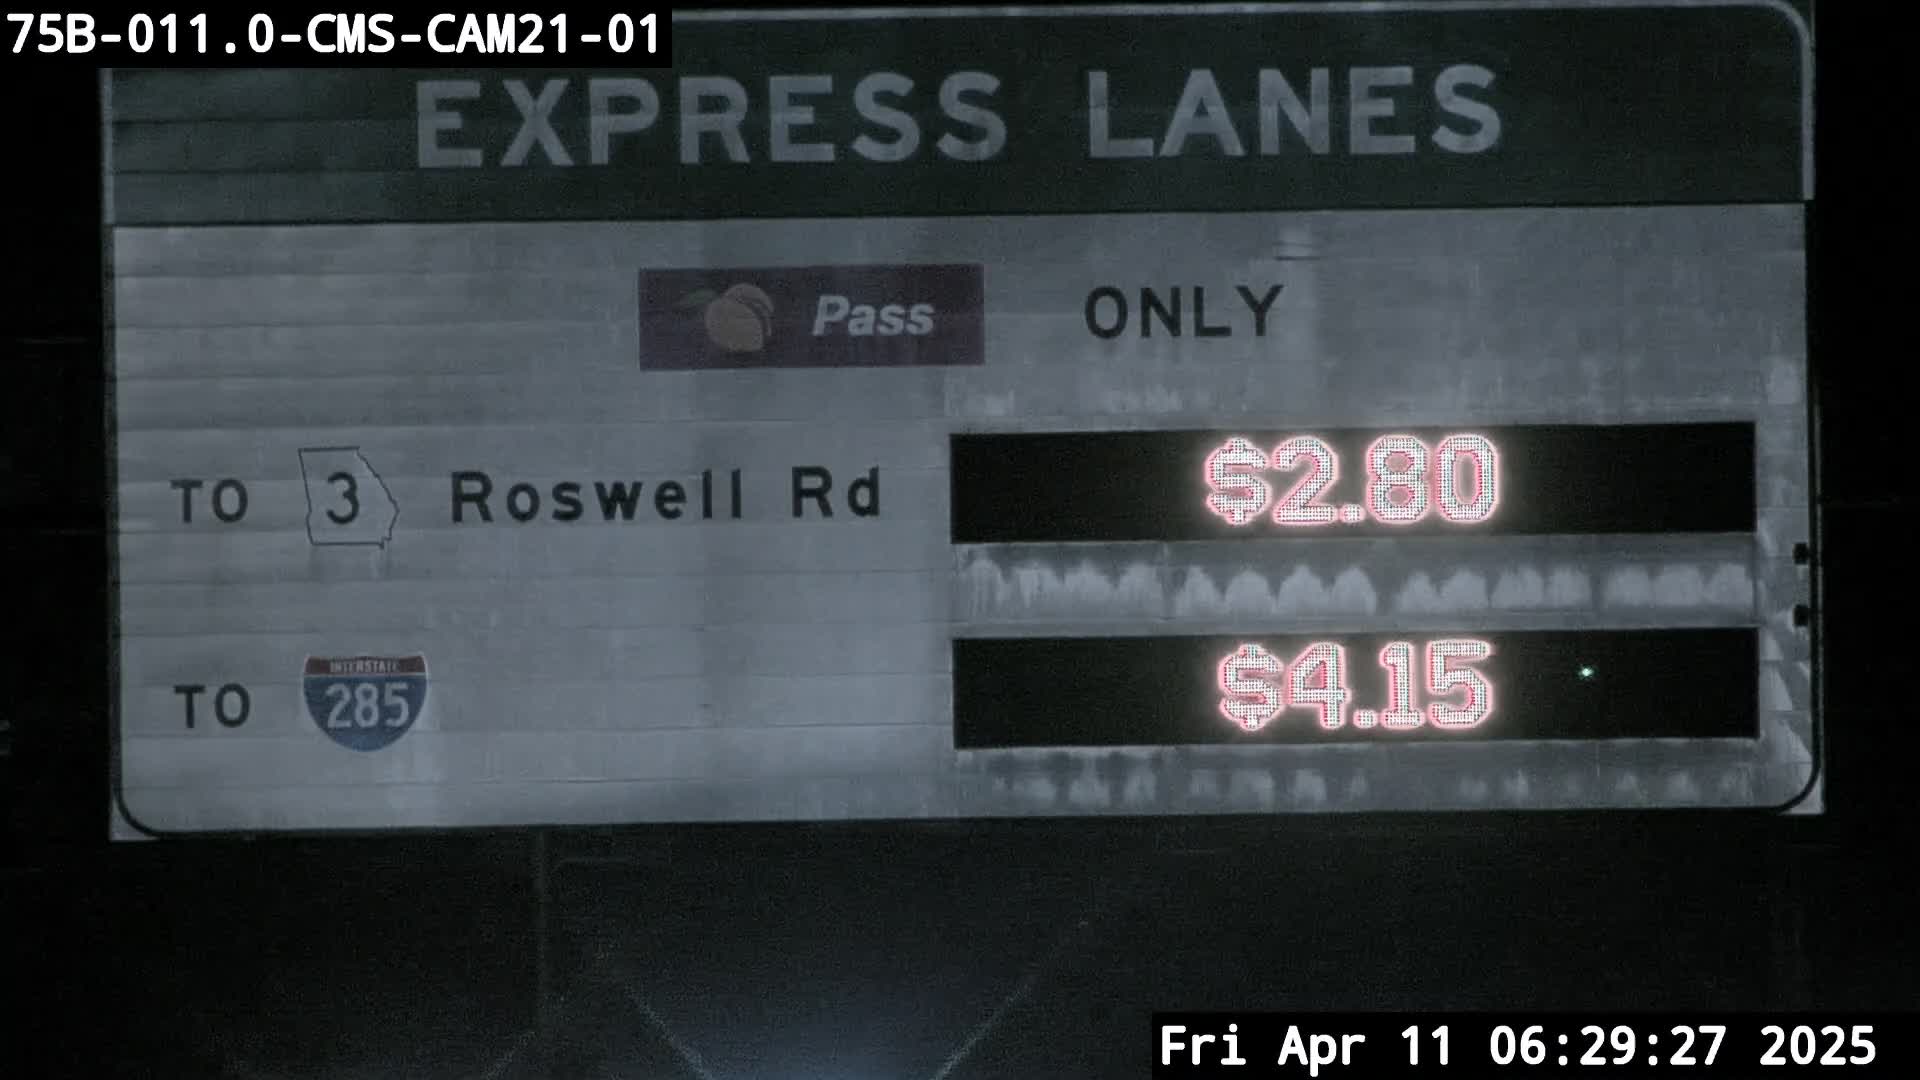 75B-011.0-CMS-CAM21-01
EXPRESS LANES
Pass ONLY
TO 3 Roswell Rd $2.80
TO INTERSTATE 285 $4.15
Fri Apr 11 06:29:27 2025